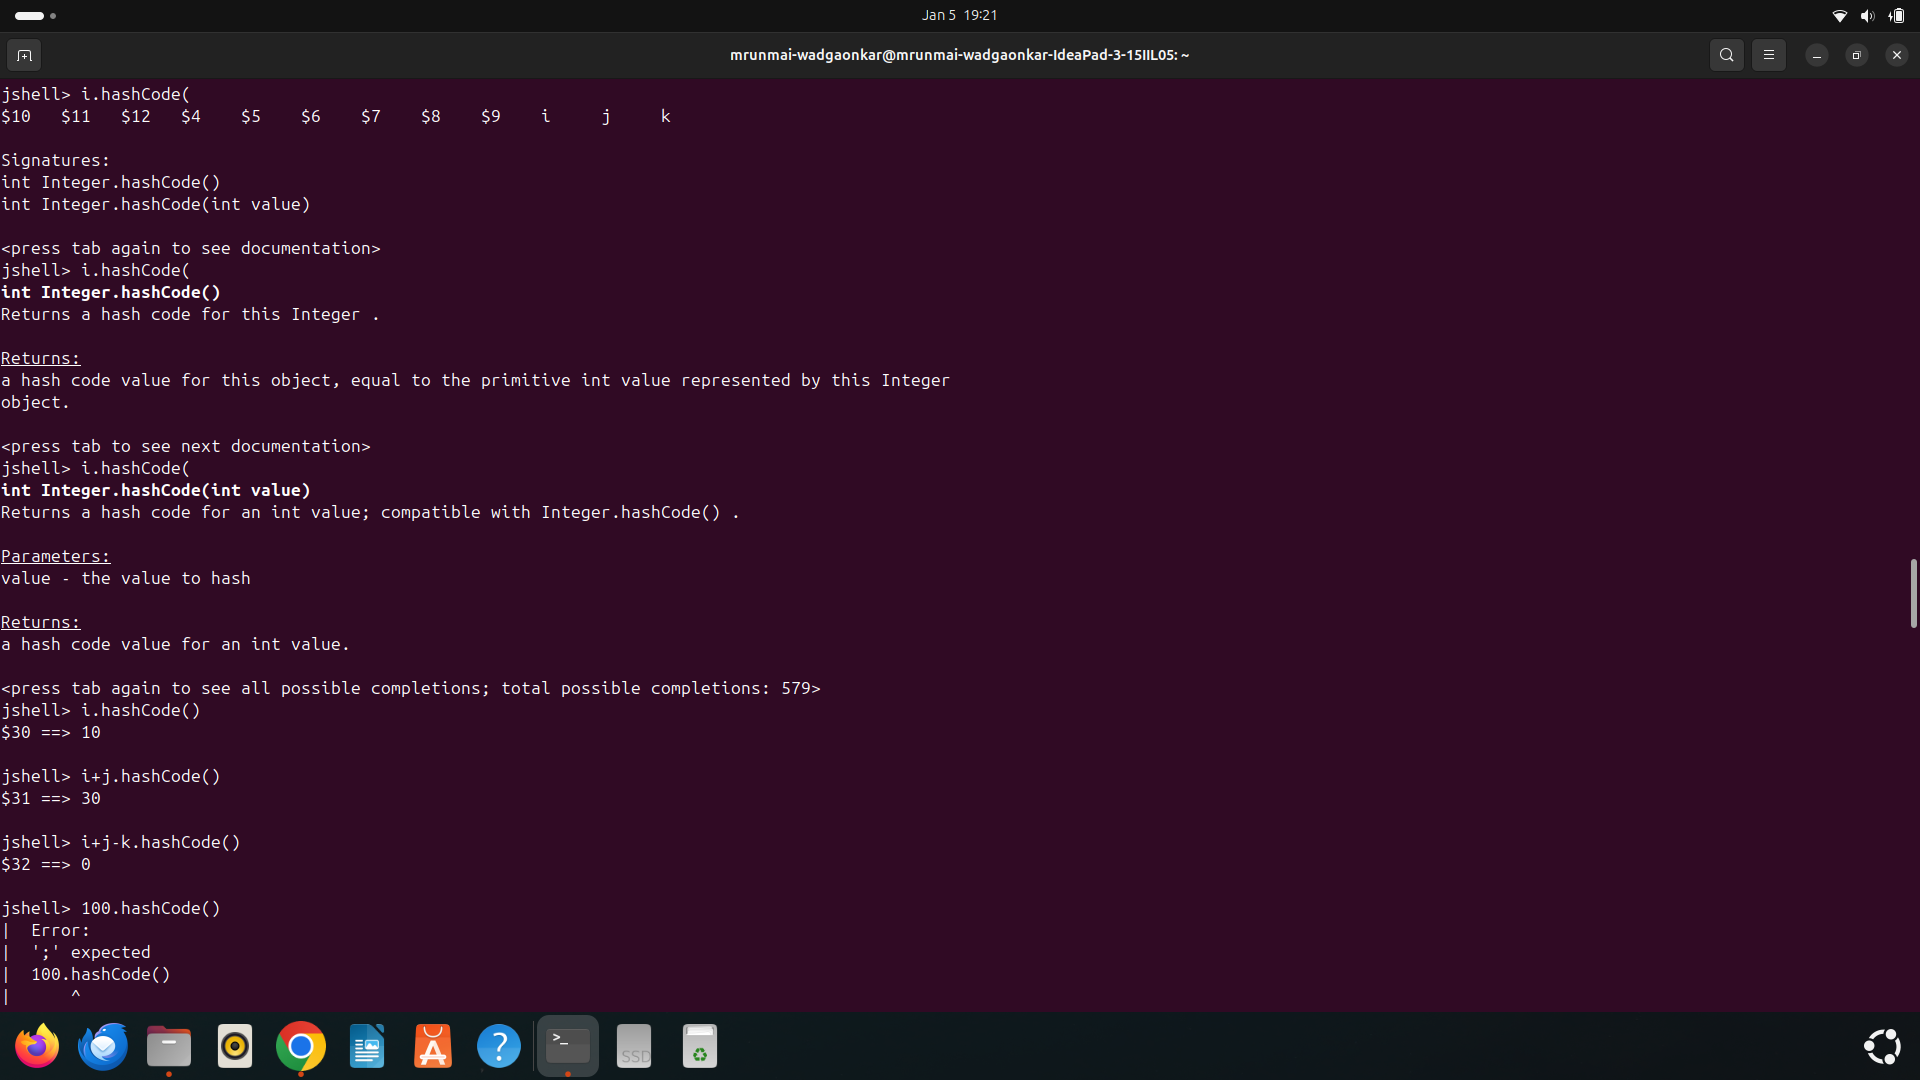 Jan 5 19:21
mrunmai-wadgaonkar@mrunmai-wadgaonkar-IdeaPad-3-15IIL05: ~
jshell> i.hashCode(
$10 $11 $12 $4 $5 $6 $7 $8 $9 i j k
Signatures:
int Integer.hashCode()
int Integer.hashCode(int value)
<press tab again to see documentation>
jshell> i.hashCode(
int Integer.hashCode()
Returns a hash code for this Integer .
Returns:
a hash code value for this object, equal to the primitive int value represented by this Integer
object.
<press tab to see next documentation>
jshell> i.hashCode(
int Integer.hashCode(int value)
Returns a hash code for an int value; compatible with Integer.hashCode() .
Parameters:
value - the value to hash
Returns:
a hash code value for an int value.
<press tab again to see all possible completions; total possible completions: 579>
jshell> i.hashCode()
$30 ==> 10
jshell> i+j.hashCode()
$31 ==> 30
jshell> i+j-k.hashCode()
$32 ==> 0
jshell> 100.hashCode()
| Error:
| ';' expected
| 100.hashCode()
| ^
>_
SSD